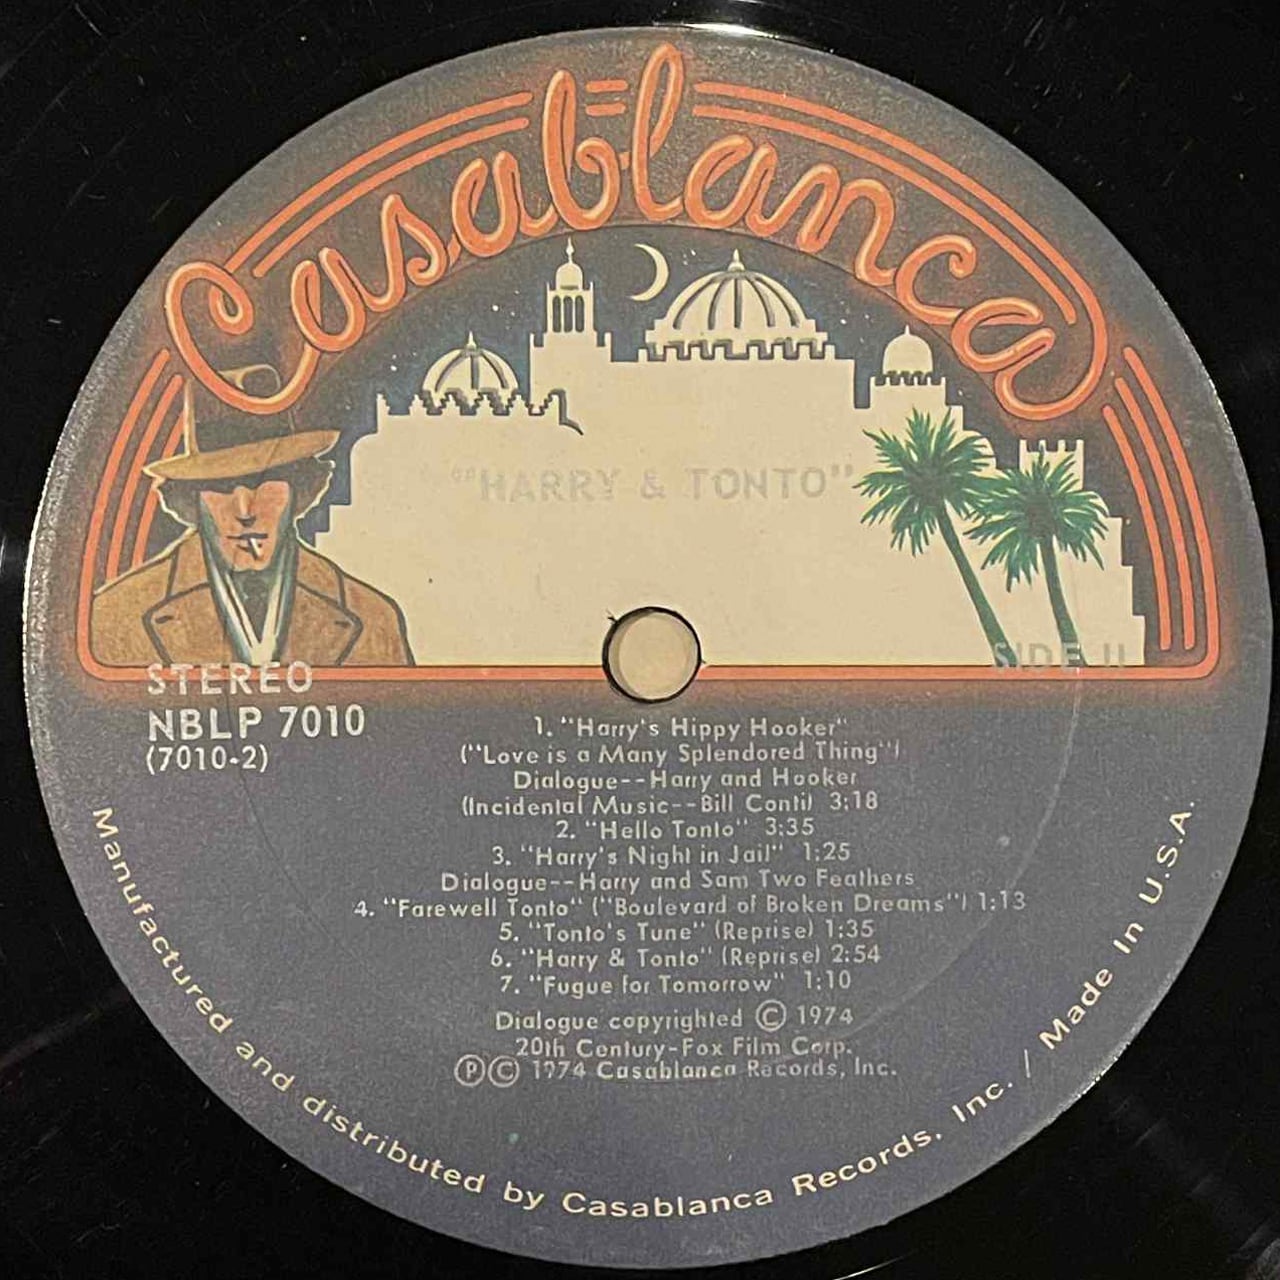 Casablanca
"HARRY & TONTO"
STEREO
SIDE II
NBLP 7010
(7010-2)
1. "Harry's Hippy Hooker"
("Love is a Many Splendored Thing")
Dialogue--Harry and Hooker
(Incidental Music--Bill Conti) 3:18
2. "Hello Tonto" 3:35
3. "Harry's Night in Jail" 1:25
Dialogue--Harry and Sam Two Feathers
4. "Farewell Tonto" ("Boulevard of Broken Dreams") 1:13
5. "Tonto's Tune" (Reprise) 1:35
6. "Harry & Tonto" (Reprise) 2:54
7. "Fugue for Tomorrow" 1:10
Dialogue copyrighted © 1974
20th Century-Fox Film Corp.
℗© 1974 Casablanca Records, Inc.
Manufactured and distributed by Casablanca Records, Inc. / Made In U.S.A.